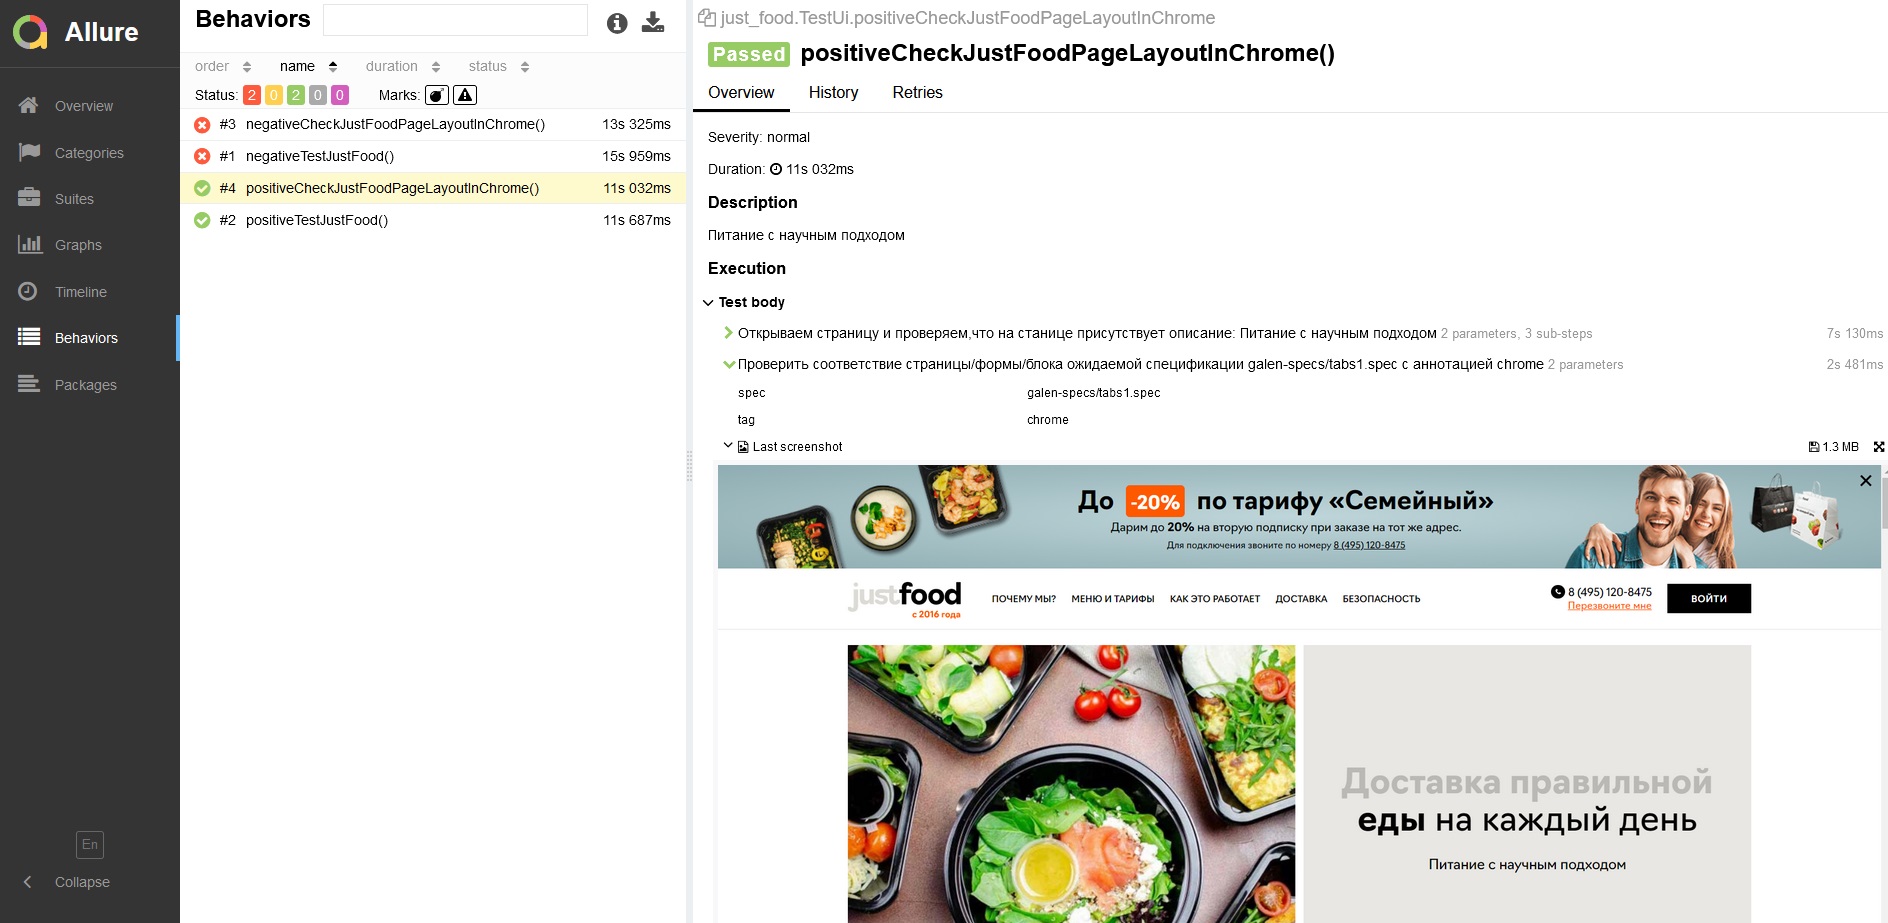 Allure
Overview
Categories
Suites
Graphs
Timeline
Behaviors
Packages
En
Collapse
Behaviors
order name duration status
Status: 2 0 2 0 0 Marks:
#3 negativeCheckJustFoodPageLayoutInChrome() 13s 325ms
#1 negativeTestJustFood() 15s 959ms
#4 positiveCheckJustFoodPageLayoutInChrome() 11s 032ms
#2 positiveTestJustFood() 11s 687ms
just_food.TestUi.positiveCheckJustFoodPageLayoutInChrome
Passed positiveCheckJustFoodPageLayoutInChrome()
Overview History Retries
Severity: normal
Duration: 11s 032ms
Description
Питание с научным подходом
Execution
Test body
Открываем страницу и проверяем,что на станице присутствует описание: Питание с научным подходом 2 parameters, 3 sub-steps 7s 130ms
Проверить соответствие страницы/формы/блока ожидаемой спецификации galen-specs/tabs1.spec с аннотацией chrome 2 parameters 2s 481ms
spec galen-specs/tabs1.spec
tag chrome
Last screenshot 1.3 MB
До -20% по тарифу «Семейный»
Дарим до 20% на вторую подписку при заказе на тот же адрес.
Для подключения звоните по номеру 8 (495) 120-8475
justfood
с 2016 года
ПОЧЕМУ МЫ? МЕНЮ И ТАРИФЫ КАК ЭТО РАБОТАЕТ ДОСТАВКА БЕЗОПАСНОСТЬ
8 (495) 120-8475
Перезвоните мне
ВОЙТИ
Доставка правильной
еды на каждый день
Питание с научным подходом